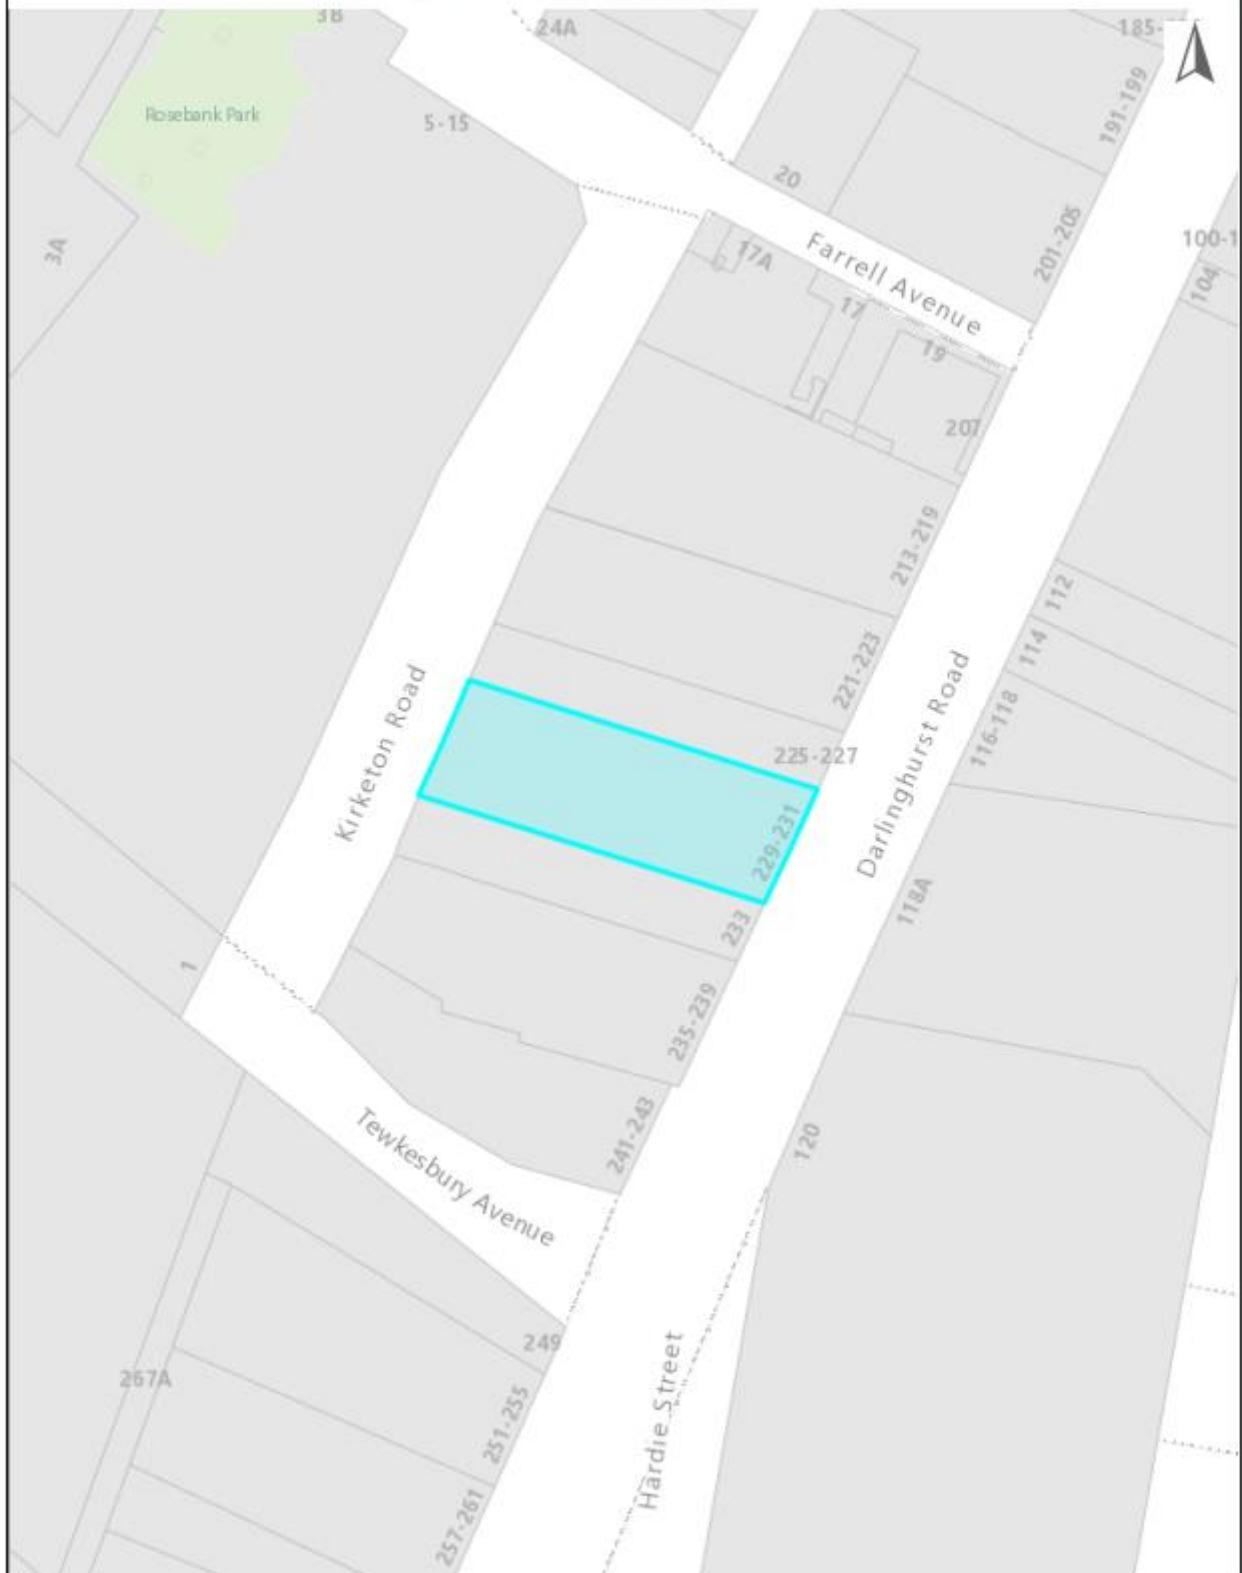 3B
24A
185-
Rosebank Park
5-15
191-199
20
3A
17A
Farrell Avenue
201-205
100-1
104
17
19
207
213-219
112
114
221-223
116-118
Kirketon Road
225-227
Darlinghurst Road
229-231
118A
233
1
235-239
241-243
120
Tewkesbury Avenue
249
267A
Hardie Street
251-255
257-261